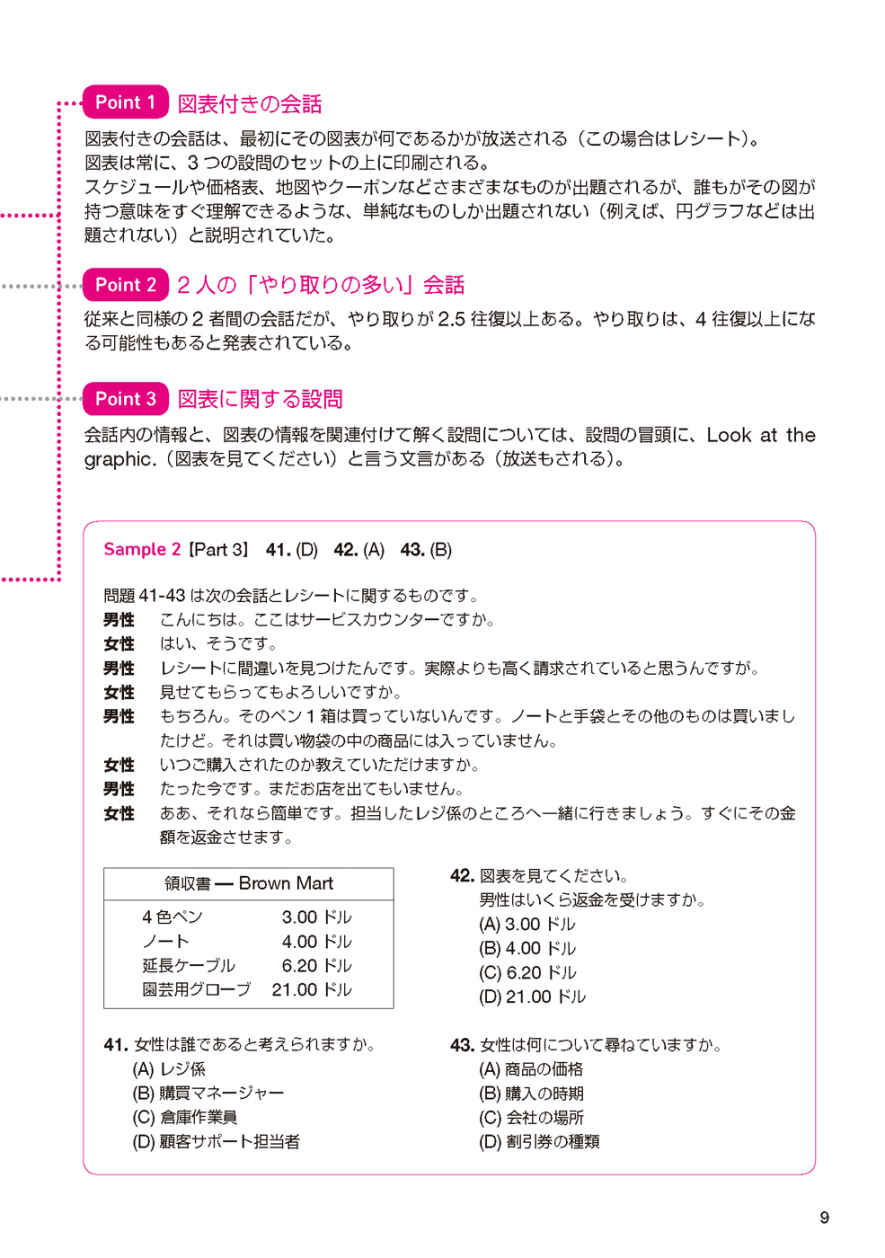 Point 1 図表付きの会話
図表付きの会話は、最初にその図表が何であるかが放送される（この場合はレシート）。
図表は常に、3 つの設問のセットの上に印刷される。
スケジュールや価格表、地図やクーポンなどさまざまなものが出題されるが、誰もがその図が
持つ意味をすぐ理解できるような、単純なものしか出題されない（例えば、円グラフなどは出
題されない）と説明されていた。
Point 2 2 人の「やり取りの多い」会話
従来と同様の 2 者間の会話だが、やり取りが 2.5 往復以上ある。やり取りは、4 往復以上にな
る可能性もあると発表されている。
Point 3 図表に関する設問
会話内の情報と、図表の情報を関連付けて解く設問については、設問の冒頭に、Look at the
graphic.（図表を見てください）と言う文言がある（放送もされる）。
Sample 2【Part 3】 41. (D) 42. (A) 43. (B)
問題 41-43 は次の会話とレシートに関するものです。
男性 こんにちは。ここはサービスカウンターですか。
女性 はい、そうです。
男性 レシートに間違いを見つけたんです。実際よりも高く請求されていると思うんですが。
女性 見せてもらってもよろしいですか。
男性 もちろん。そのペン 1 箱は買っていないんです。ノートと手袋とその他のものは買いまし
たけど。それは買い物袋の中の商品には入っていません。
女性 いつご購入されたのか教えていただけますか。
男性 たった今です。まだお店を出てもいません。
女性 ああ、それなら簡単です。担当したレジ係のところへ一緒に行きましょう。すぐにその金
額を返金させます。
領収書 — Brown Mart
4 色ペン 3.00 ドル
ノート 4.00 ドル
延長ケーブル 6.20 ドル
園芸用グローブ 21.00 ドル
41. 女性は誰であると考えられますか。
(A) レジ係
(B) 購買マネージャー
(C) 倉庫作業員
(D) 顧客サポート担当者
42. 図表を見てください。
男性はいくら返金を受けますか。
(A) 3.00 ドル
(B) 4.00 ドル
(C) 6.20 ドル
(D) 21.00 ドル
43. 女性は何について尋ねていますか。
(A) 商品の価格
(B) 購入の時期
(C) 会社の場所
(D) 割引券の種類
9